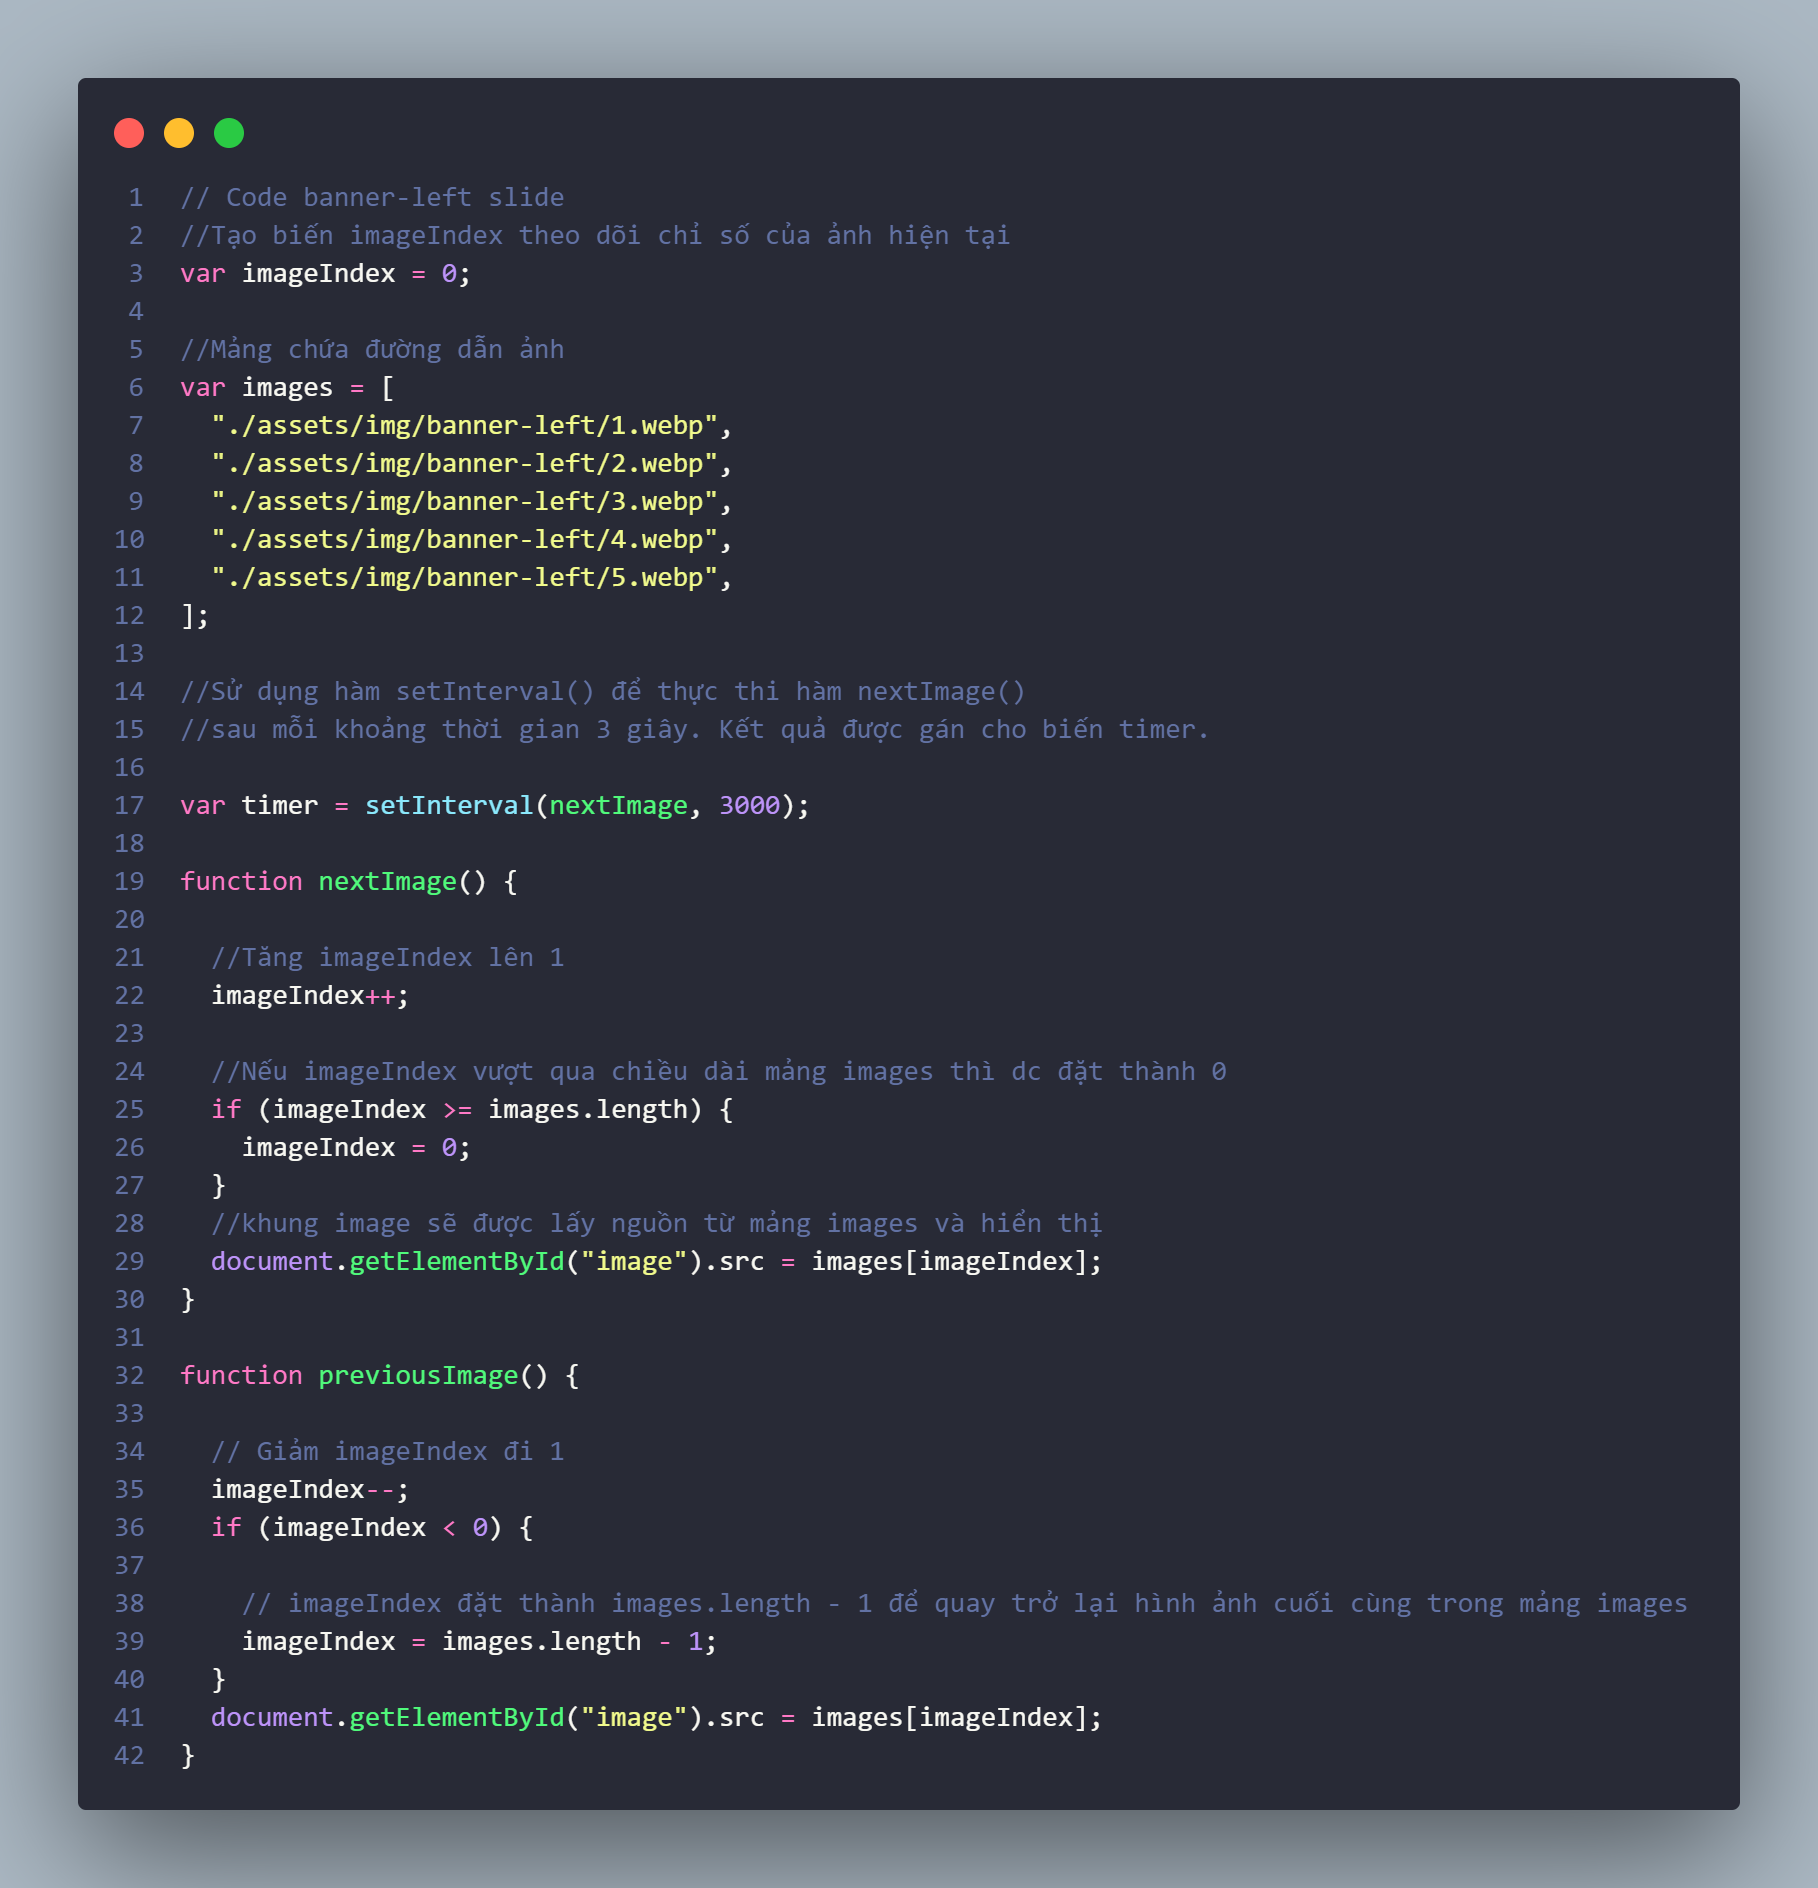 1 // Code banner-left slide
2 //Tạo biến imageIndex theo dõi chỉ số của ảnh hiện tại
3 var imageIndex = 0;
4
5 //Mảng chứa đường dẫn ảnh
6 var images = [
7   "./assets/img/banner-left/1.webp",
8   "./assets/img/banner-left/2.webp",
9   "./assets/img/banner-left/3.webp",
10   "./assets/img/banner-left/4.webp",
11   "./assets/img/banner-left/5.webp",
12 ];
13
14 //Sử dụng hàm setInterval() để thực thi hàm nextImage()
15 //sau mỗi khoảng thời gian 3 giây. Kết quả được gán cho biến timer.
16
17 var timer = setInterval(nextImage, 3000);
18
19 function nextImage() {
20
21   //Tăng imageIndex lên 1
22   imageIndex++;
23
24   //Nếu imageIndex vượt qua chiều dài mảng images thì dc đặt thành 0
25   if (imageIndex >= images.length) {
26     imageIndex = 0;
27   }
28   //khung image sẽ được lấy nguồn từ mảng images và hiển thị
29   document.getElementById("image").src = images[imageIndex];
30 }
31
32 function previousImage() {
33
34   // Giảm imageIndex đi 1
35   imageIndex--;
36   if (imageIndex < 0) {
37
38     // imageIndex đặt thành images.length - 1 để quay trở lại hình ảnh cuối cùng trong mảng images
39     imageIndex = images.length - 1;
40   }
41   document.getElementById("image").src = images[imageIndex];
42 }